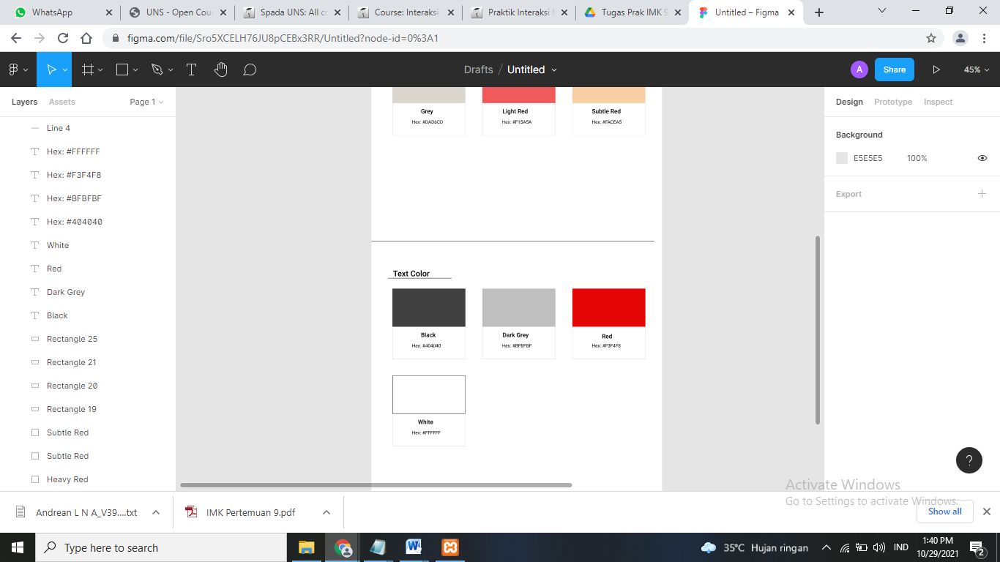 WhatsApp
UNS - Open Cou
Spada UNS: All c
Course: Interaksi
Praktik Interaksi
Tugas Prak IMK 9
Untitled – Figma
figma.com/file/Sro5XCELH76JU8pCEBx3RR/Untitled?node-id=0%3A1
Drafts / Untitled
A
Share
45%
Layers
Assets
Page 1
Line 4
Hex: #FFFFFF
Hex: #F3F4F8
Hex: #BFBFBF
Hex: #404040
White
Red
Dark Grey
Black
Rectangle 25
Rectangle 21
Rectangle 20
Rectangle 19
Subtle Red
Subtle Red
Heavy Red
Grey
Hex: #DAD6CD
Light Red
Hex: #F15A5A
Subtle Red
Hex: #FACEA5
Text Color
Black
Hex: #404040
Dark Grey
Hex: #BFBFBF
Red
Hex: #F3F4F8
White
Hex: #FFFFFF
Design
Prototype
Inspect
Background
E5E5E5
100%
Export
?
Activate Windows
Go to Settings to activate Windows.
Andrean L N A_V39....txt
IMK Pertemuan 9.pdf
Show all
Type here to search
35°C Hujan ringan
IND
1:40 PM
10/29/2021
2